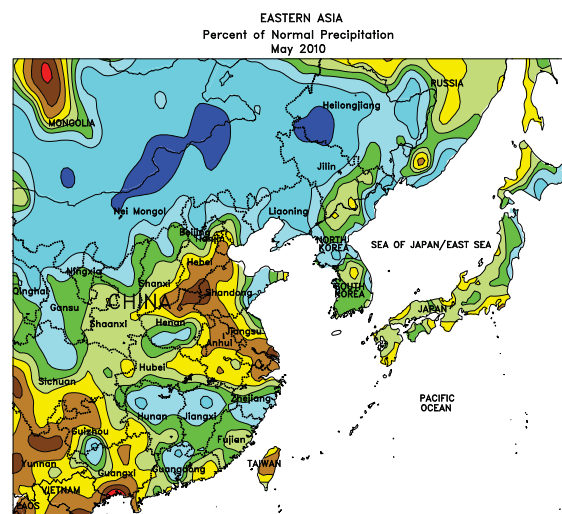 EASTERN ASIA
Percent of Normal Precipitation
May 2010
RUSSIA
Heilongjiang
MONGOLIA
Jilin
Nei Mongol
Liaoning
Beijing
Tianjin
NORTH
KOREA
SEA OF JAPAN/EAST SEA
Hebei
Ningxia
Shanxi
Qinghai
CHINA
Shandong
SOUTH
KOREA
Gansu
JAPAN
Shaanxi
Henan
Jiangsu
Anhui
Hubei
Sichuan
Zhejiang
PACIFIC
OCEAN
Hunan
Jiangxi
Guizhou
Fujian
Yunnan
Guangxi
Guangdong
TAIWAN
VIETNAM
LAOS